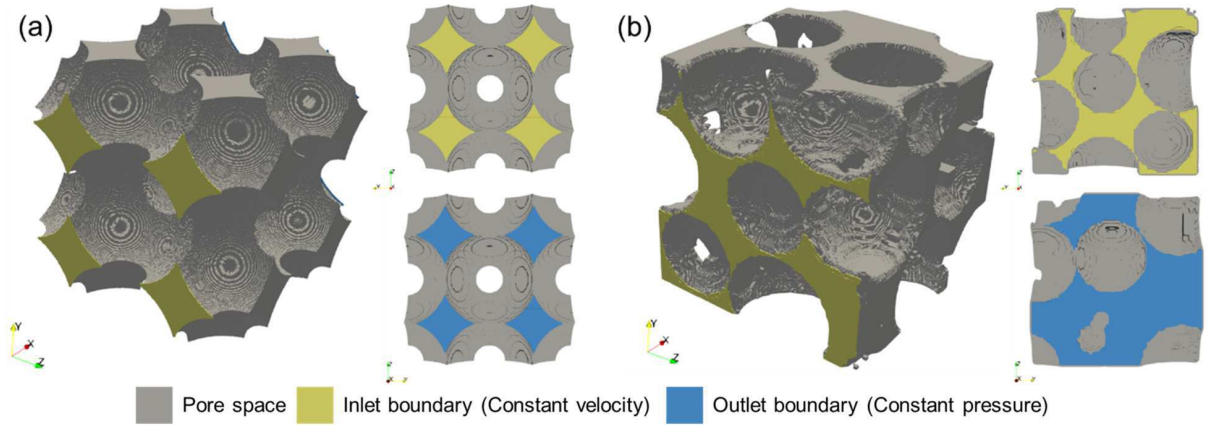 (a)
(b)
Y
X
Z
Y
X
Z
Pore space
Inlet boundary (Constant velocity)
Outlet boundary (Constant pressure)